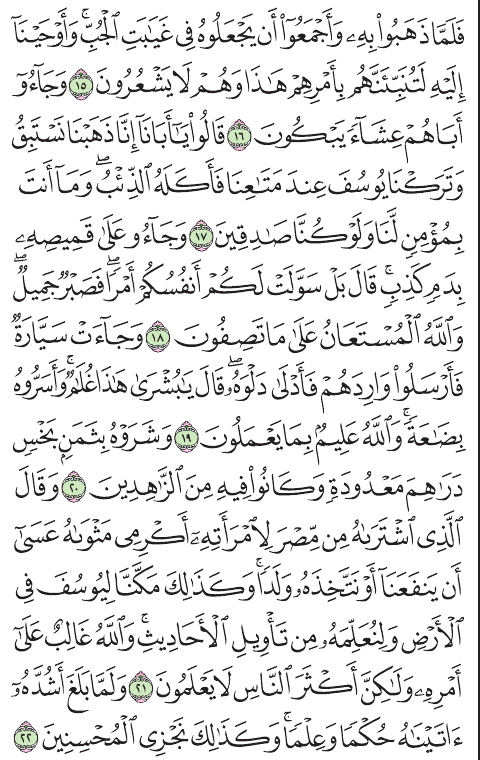 فَلَمَّا ذَهَبُوا۟ بِهِۦ وَأَجْمَعُوٓا۟ أَن يَجْعَلُوهُ فِى غَيَـٰبَتِ ٱلْجُبِّ ۚ وَأَوْحَيْنَآ
إِلَيْهِ لَتُنَبِّئَنَّهُم بِأَمْرِهِمْ هَـٰذَا وَهُمْ لَا يَشْعُرُونَ ١٥ وَجَآءُوٓ
أَبَاهُمْ عِشَآءً يَبْكُونَ ١٦ قَالُوا۟ يَـٰٓأَبَانَآ إِنَّا ذَهَبْنَا نَسْتَبِقُ
وَتَرَكْنَا يُوسُفَ عِندَ مَتَـٰعِنَا فَأَكَلَهُ ٱلذِّئْبُ ۖ وَمَآ أَنتَ
بِمُؤْمِنٍ لَّنَا وَلَوْ كُنَّا صَـٰدِقِينَ ١٧ وَجَآءُو عَلَىٰ قَمِيصِهِۦ
بِدَمٍ كَذِبٍ ۚ قَالَ بَلْ سَوَّلَتْ لَكُمْ أَنفُسُكُمْ أَمْرًا ۖ فَصَبْرٌ جَمِيلٌ ۖ
وَٱللَّهُ ٱلْمُسْتَعَانُ عَلَىٰ مَا تَصِفُونَ ١٨ وَجَآءَتْ سَيَّارَةٌ
فَأَرْسَلُوا۟ وَارِدَهُمْ فَأَدْلَىٰ دَلْوَهُۥ ۖ قَالَ يَـٰبُشْرَىٰ هَـٰذَا غُلَـٰمٌ ۚ وَأَسَرُّوهُ
بِضَـٰعَةً ۚ وَٱللَّهُ عَلِيمٌۢ بِمَا يَعْمَلُونَ ١٩ وَشَرَوْهُ بِثَمَنٍۭ بَخْسٍ
دَرَٰهِمَ مَعْدُودَةٍ وَكَانُوا۟ فِيهِ مِنَ ٱلزَّٰهِدِينَ ٢٠ وَقَالَ
ٱلَّذِى ٱشْتَرَىٰهُ مِن مِّصْرَ لِٱمْرَأَتِهِۦٓ أَكْرِمِى مَثْوَىٰهُ عَسَىٰٓ
أَن يَنفَعَنَآ أَوْ نَتَّخِذَهُۥ وَلَدًا ۚ وَكَذَٰلِكَ مَكَّنَّا لِيُوسُفَ فِى
ٱلْأَرْضِ وَلِنُعَلِّمَهُۥ مِن تَأْوِيلِ ٱلْأَحَادِيثِ ۚ وَٱللَّهُ غَالِبٌ عَلَىٰٓ
أَمْرِهِۦ وَلَـٰكِنَّ أَكْثَرَ ٱلنَّاسِ لَا يَعْلَمُونَ ٢١ وَلَمَّا بَلَغَ أَشُدَّهُۥٓ
ءَاتَيْنَـٰهُ حُكْمًا وَعِلْمًا ۚ وَكَذَٰلِكَ نَجْزِى ٱلْمُحْسِنِينَ ٢٢